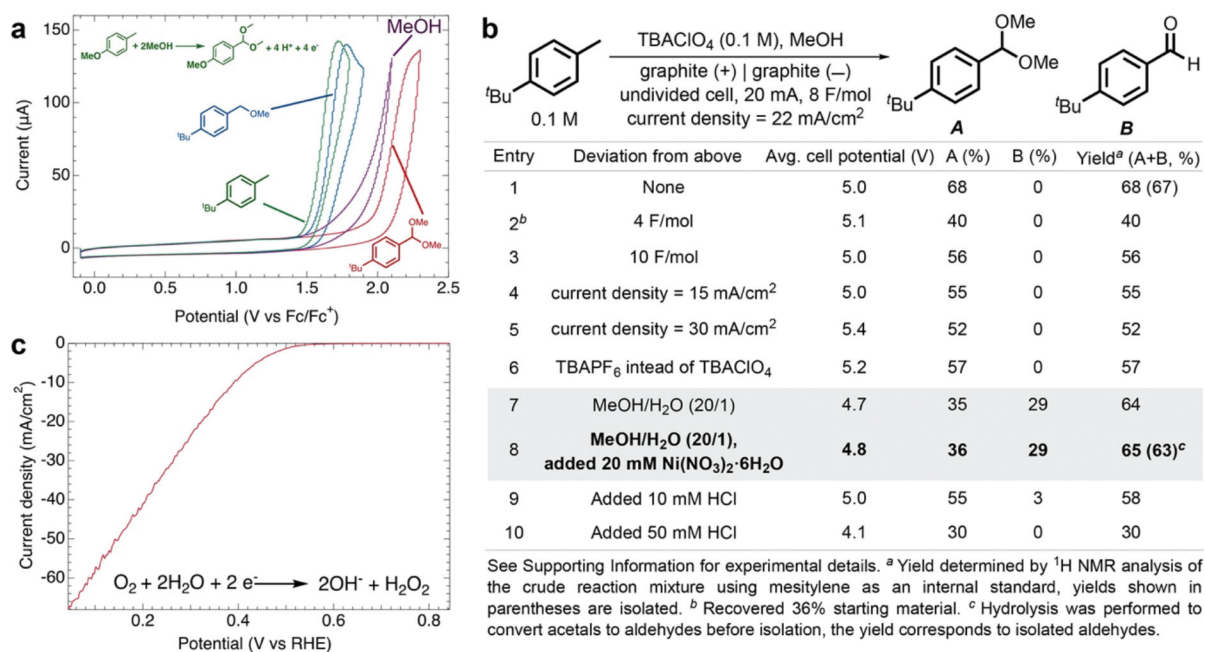 a
MeO
+ 2MeOH
O
O
MeO
+ 4 H⁺ + 4 e⁻
MeOH
OMe
ᵗBu
ᵗBu
OMe
OMe
ᵗBu
150
100
50
0
Current (µA)
0.0 0.5 1.0 1.5 2.0 2.5
Potential (V vs Fc/Fc⁺)
b
TBAClO₄ (0.1 M), MeOH
graphite (+) | graphite (—)
undivided cell, 20 mA, 8 F/mol
current density = 22 mA/cm²
ᵗBu
0.1 M
OMe
OMe
ᵗBu
A
O
H
ᵗBu
B
Entry Deviation from above Avg. cell potential (V) A (%) B (%) Yieldᵃ (A+B, %)
1 None 5.0 68 0 68 (67)
2ᵇ 4 F/mol 5.1 40 0 40
3 10 F/mol 5.0 56 0 56
4 current density = 15 mA/cm² 5.0 55 0 55
5 current density = 30 mA/cm² 5.4 52 0 52
6 TBAPF₆ intead of TBAClO₄ 5.2 57 0 57
7 MeOH/H₂O (20/1) 4.7 35 29 64
8 MeOH/H₂O (20/1),
added 20 mM Ni(NO₃)₂·6H₂O 4.8 36 29 65 (63)ᶜ
9 Added 10 mM HCl 5.0 55 3 58
10 Added 50 mM HCl 4.1 30 0 30
See Supporting Information for experimental details. ᵃ Yield determined by ¹H NMR analysis of
the crude reaction mixture using mesitylene as an internal standard, yields shown in
parentheses are isolated. ᵇ Recovered 36% starting material. ᶜ Hydrolysis was performed to
convert acetals to aldehydes before isolation, the yield corresponds to isolated aldehydes.
c
0
-10
-20
-30
-40
-50
-60
Current density (mA/cm²)
O₂ + 2H₂O + 2 e⁻ 2OH⁻ + H₂O₂
0.2 0.4 0.6 0.8
Potential (V vs RHE)